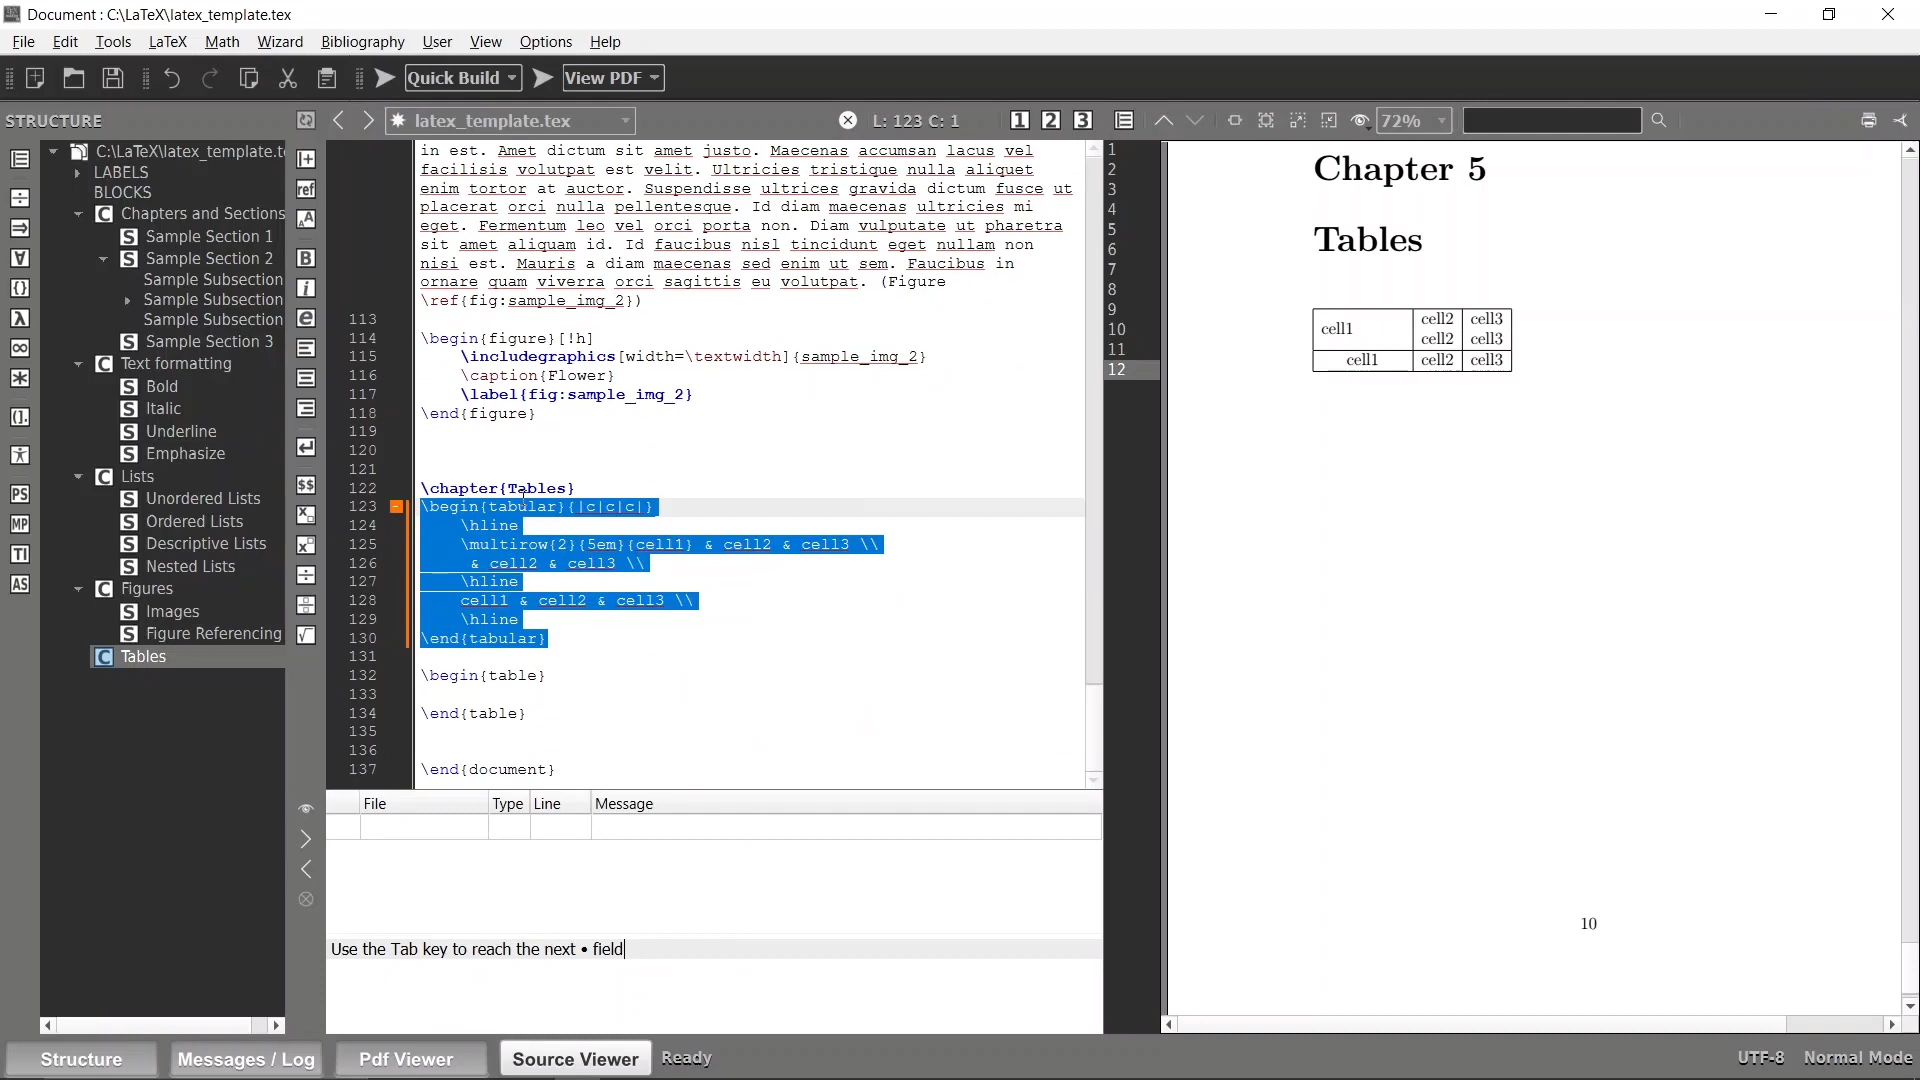 Document : C:\LaTeX\latex_template.tex
File Edit Tools LaTeX Math Wizard Bibliography User View Options Help
Quick Build View PDF
STRUCTURE
latex_template.tex L: 123 C: 1 1 2 3 72%
C:\LaTeX\latex_template.t
LABELS
BLOCKS
Chapters and Sections
Sample Section 1
Sample Section 2
Sample Subsection
Sample Subsection
Sample Subsection
Sample Section 3
Text formatting
Bold
Italic
Underline
Emphasize
Lists
Unordered Lists
Ordered Lists
Descriptive Lists
Nested Lists
Figures
Images
Figure Referencing
Tables
in est. Amet dictum sit amet justo. Maecenas accumsan lacus vel
facilisis volutpat est velit. Ultricies tristique nulla aliquet
enim tortor at auctor. Suspendisse ultrices gravida dictum fusce ut
placerat orci nulla pellentesque. Id diam maecenas ultricies mi
eget. Fermentum leo vel orci porta non. Diam vulputate ut pharetra
sit amet aliquam id. Id faucibus nisl tincidunt eget nullam non
nisi est. Mauris a diam maecenas sed enim ut sem. Faucibus in
ornare quam viverra orci sagittis eu volutpat. (Figure
\ref{fig:sample_img_2})
113
114 \begin{figure}[!h]
115 \includegraphics[width=\textwidth]{sample_img_2}
116 \caption{Flower}
117 \label{fig:sample_img_2}
118 \end{figure}
119
120
121
122 \chapter{Tables}
123 \begin{tabular}{|c|c|c|}
124 \hline
125 \multirow{2}{5em}{cell1} & cell2 & cell3 \\
126 & cell2 & cell3 \\
127 \hline
128 cell1 & cell2 & cell3 \\
129 \hline
130 \end{tabular}
131
132 \begin{table}
133
134 \end{table}
135
136
137 \end{document}
File Type Line Message
Use the Tab key to reach the next • field
1
2
3
4
5
6
7
8
9
10
11
12
Chapter 5
Tables
cell1 cell2 cell3
cell2 cell3
cell1 cell2 cell3
10
Structure Messages / Log Pdf Viewer Source Viewer Ready UTF-8 Normal Mode
PS
MP
TI
AS
ref
B
i
e
$$